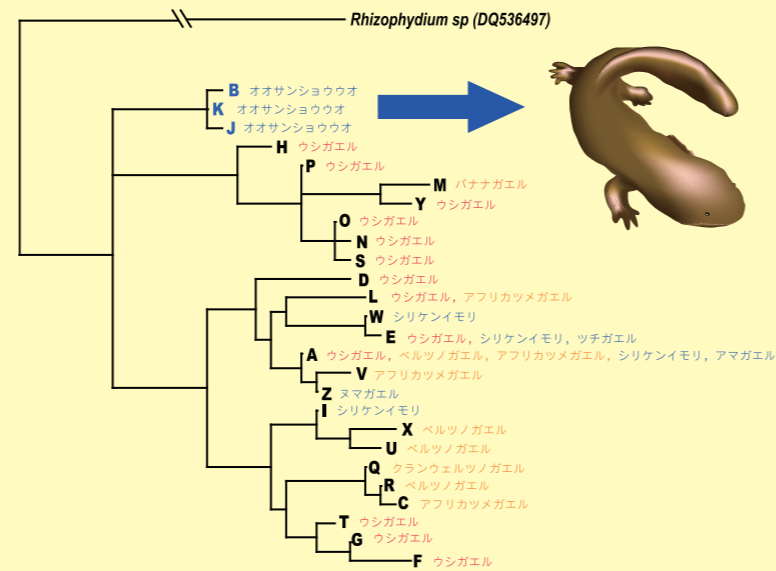 Rhizophydium sp (DQ536497)
B オオサンショウウオ
K オオサンショウウオ
J オオサンショウウオ
H ウシガエル
P ウシガエル
M バナナガエル
Y ウシガエル
O ウシガエル
N ウシガエル
S ウシガエル
D ウシガエル
L ウシガエル, アフリカツメガエル
W シリケンイモリ
E ウシガエル, シリケンイモリ, ツチガエル
A ウシガエル, ベルツノガエル, アフリカツメガエル, シリケンイモリ, アマガエル
V アフリカツメガエル
Z ヌマガエル
I シリケンイモリ
X ベルツノガエル
U ベルツノガエル
Q クランウェルツノガエル
R ベルツノガエル
C アフリカツメガエル
T ウシガエル
G ウシガエル
F ウシガエル